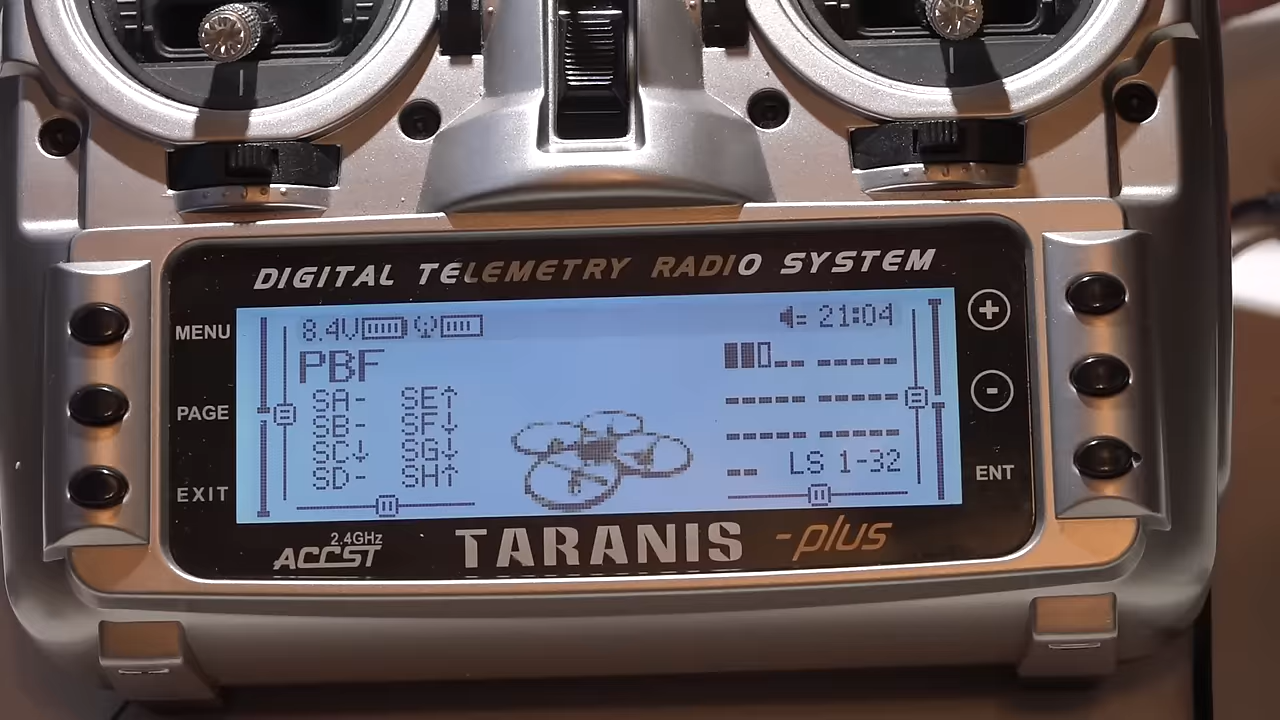 DIGITAL TELEMETRY RADIO SYSTEM
MENU
PAGE
EXIT
8.4V
21:04
PBF
SA- SE↑
SB- SF↓
SC↓ SG↓
SD- SH↑
LS 1-32
+
-
ENT
2.4GHz
ACCST
TARANIS -plus